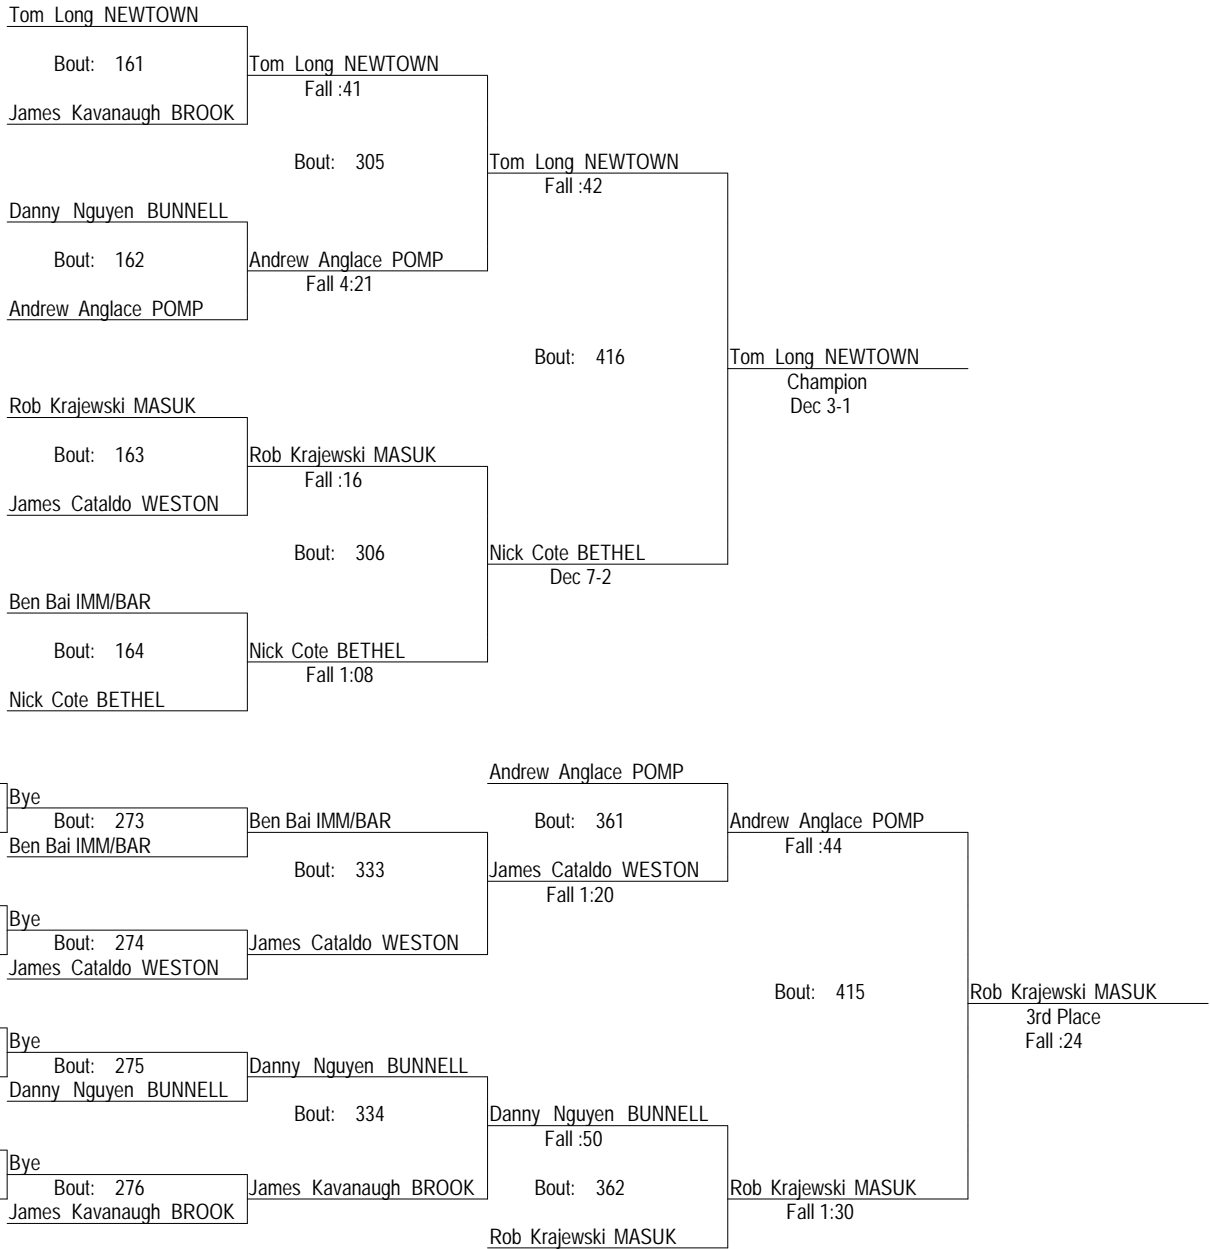 Tom Long NEWTOWN
Bout: 161
Tom Long NEWTOWN
Fall :41
James Kavanaugh BROOK
Bout: 305
Tom Long NEWTOWN
Fall :42
Danny Nguyen BUNNELL
Bout: 162
Andrew Anglace POMP
Fall 4:21
Andrew Anglace POMP
Bout: 416
Tom Long NEWTOWN
Champion
Dec 3-1
Rob Krajewski MASUK
Bout: 163
Rob Krajewski MASUK
Fall :16
James Cataldo WESTON
Bout: 306
Nick Cote BETHEL
Dec 7-2
Ben Bai IMM/BAR
Bout: 164
Nick Cote BETHEL
Fall 1:08
Nick Cote BETHEL
Andrew Anglace POMP
Bye
Bout: 273
Ben Bai IMM/BAR
Bout: 361
Andrew Anglace POMP
Ben Bai IMM/BAR
Fall :44
Bout: 333
James Cataldo WESTON
Fall 1:20
Bye
Bout: 274
James Cataldo WESTON
James Cataldo WESTON
Bout: 415
Rob Krajewski MASUK
3rd Place
Fall :24
Bye
Bout: 275
Danny Nguyen BUNNELL
Danny Nguyen BUNNELL
Bout: 334
Danny Nguyen BUNNELL
Fall :50
Bye
Bout: 276
James Kavanaugh BROOK
Bout: 362
Rob Krajewski MASUK
Fall 1:30
James Kavanaugh BROOK
Rob Krajewski MASUK